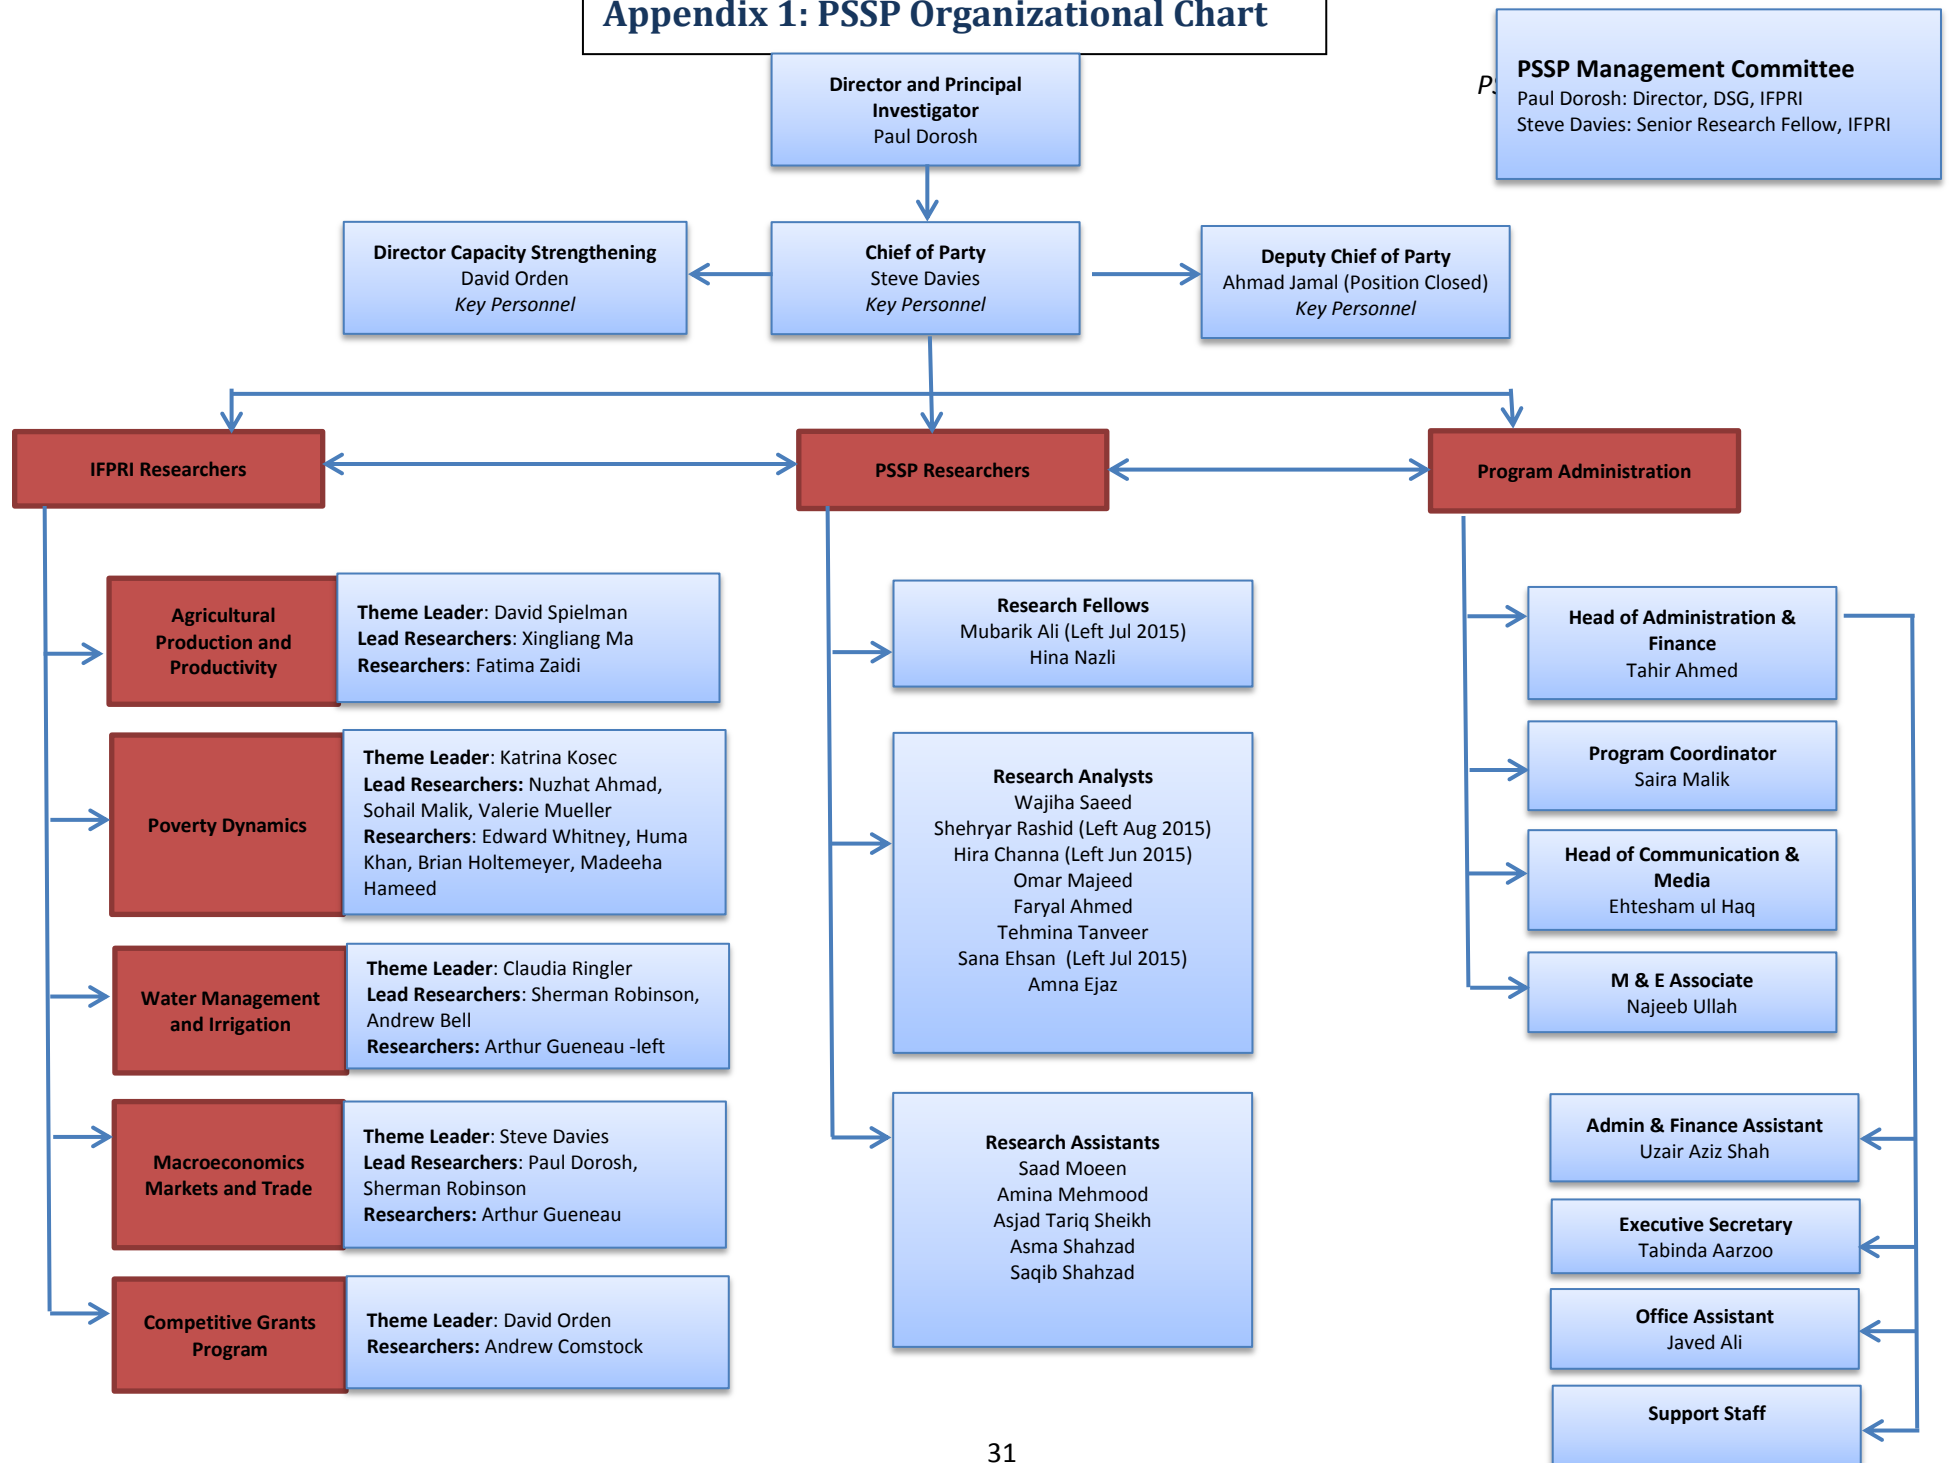 Appendix 1: PSSP Organizational Chart
PSSP Management Committee
Paul Dorosh: Director, DSG, IFPRI
Steve Davies: Senior Research Fellow, IFPRI
Director and Principal
Investigator
Paul Dorosh
Director Capacity Strengthening
David Orden
Key Personnel
Chief of Party
Steve Davies
Key Personnel
Deputy Chief of Party
Ahmad Jamal (Position Closed)
Key Personnel
IFPRI Researchers
PSSP Researchers
Program Administration
Agricultural
Production and
Productivity
Theme Leader: David Spielman
Lead Researchers: Xingliang Ma
Researchers: Fatima Zaidi
Poverty Dynamics
Theme Leader: Katrina Kosec
Lead Researchers: Nuzhat Ahmad,
Sohail Malik, Valerie Mueller
Researchers: Edward Whitney, Huma
Khan, Brian Holtemeyer, Madeeha
Hameed
Water Management
and Irrigation
Theme Leader: Claudia Ringler
Lead Researchers: Sherman Robinson,
Andrew Bell
Researchers: Arthur Gueneau -left
Macroeconomics
Markets and Trade
Theme Leader: Steve Davies
Lead Researchers: Paul Dorosh,
Sherman Robinson
Researchers: Arthur Gueneau
Competitive Grants
Program
Theme Leader: David Orden
Researchers: Andrew Comstock
Research Fellows
Mubarik Ali (Left Jul 2015)
Hina Nazli
Research Analysts
Wajiha Saeed
Shehryar Rashid (Left Aug 2015)
Hira Channa (Left Jun 2015)
Omar Majeed
Faryal Ahmed
Tehmina Tanveer
Sana Ehsan (Left Jul 2015)
Amna Ejaz
Research Assistants
Saad Moeen
Amina Mehmood
Asjad Tariq Sheikh
Asma Shahzad
Saqib Shahzad
Head of Administration &
Finance
Tahir Ahmed
Program Coordinator
Saira Malik
Head of Communication &
Media
Ehtesham ul Haq
M & E Associate
Najeeb Ullah
Admin & Finance Assistant
Uzair Aziz Shah
Executive Secretary
Tabinda Aarzoo
Office Assistant
Javed Ali
Support Staff
31